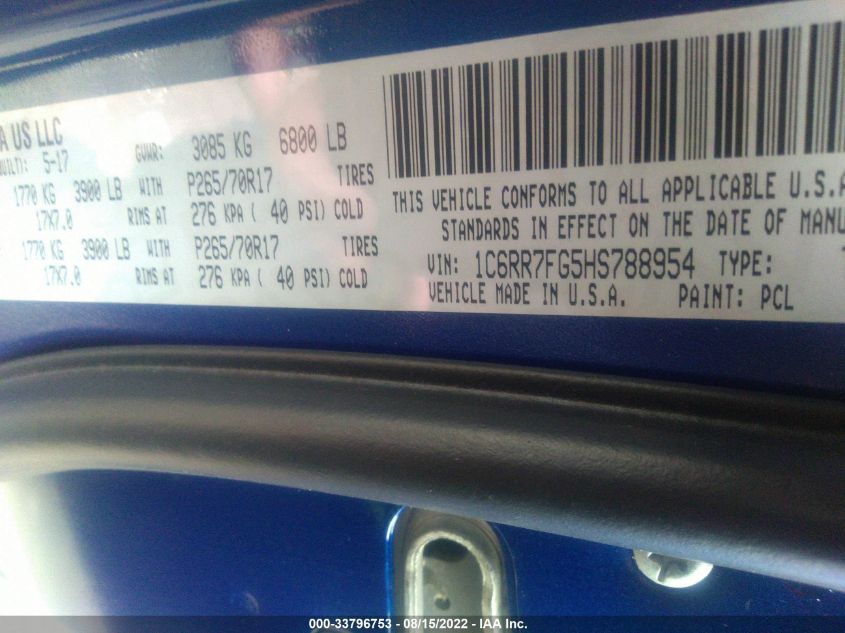 A US LLC
5-17 GVWR: 3085 KG 6800 LB
1770 KG 3900 LB WITH P265/70R17 TIRES
17X7.0 RIMS AT 276 KPA ( 40 PSI) COLD
1770 KG 3900 LB WITH P265/70R17 TIRES
17X7.0 RIMS AT 276 KPA ( 40 PSI) COLD
THIS VEHICLE CONFORMS TO ALL APPLICABLE U.S.A
STANDARDS IN EFFECT ON THE DATE OF MANU
VIN: 1C6RR7FG5HS788954 TYPE:
VEHICLE MADE IN U.S.A. PAINT: PCL
000-33796753 - 08/15/2022 - IAA Inc.